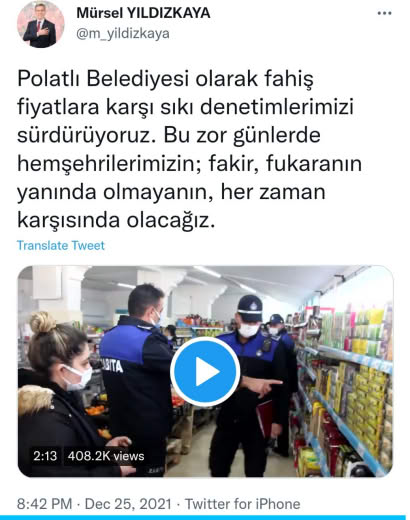 Mürsel YILDIZKAYA
@m_yildizkaya
Polatlı Belediyesi olarak fahiş
fiyatlara karşı sıkı denetimlerimizi
sürdürüyoruz. Bu zor günlerde
hemşehrilerimizin; fakir, fukaranın
yanında olmayanın, her zaman
karşısında olacağız.
Translate Tweet
ZABITA
2:13 408.2K views
8:42 PM · Dec 25, 2021 · Twitter for iPhone